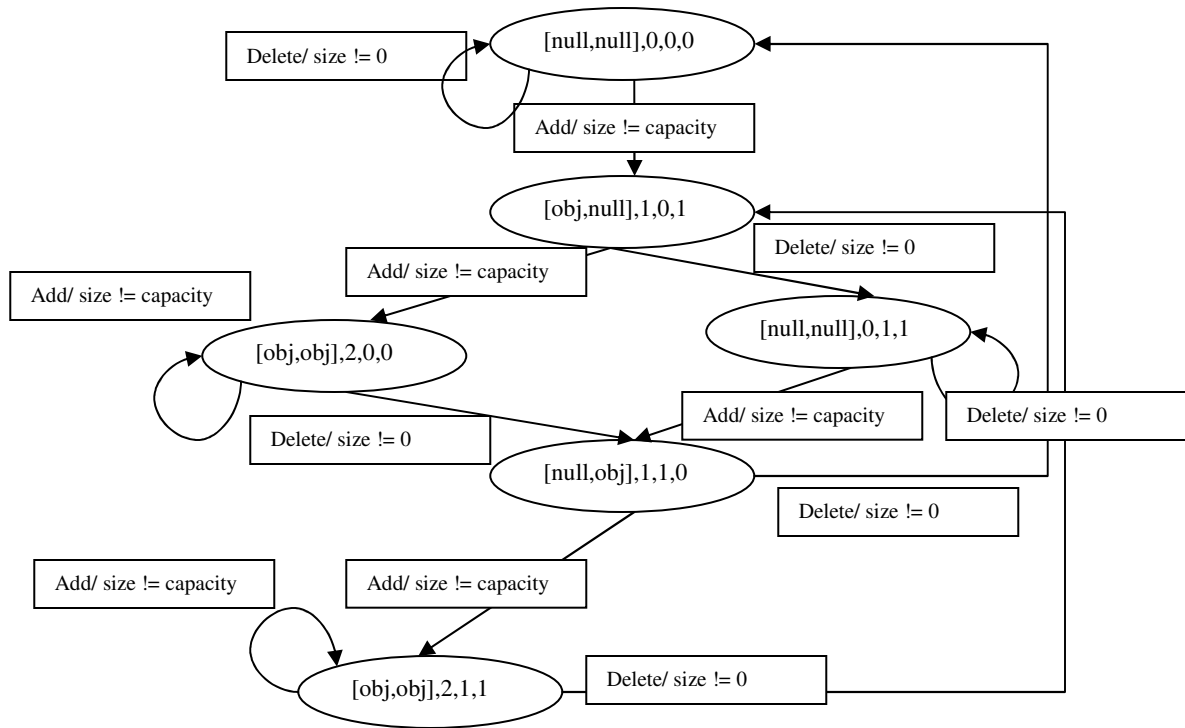 [null,null],0,0,0
Delete/ size != 0
Add/ size != capacity
[obj,null],1,0,1
Delete/ size != 0
Add/ size != capacity
Add/ size != capacity
[null,null],0,1,1
[obj,obj],2,0,0
Add/ size != capacity
Delete/ size != 0
Delete/ size != 0
[null,obj],1,1,0
Delete/ size != 0
Add/ size != capacity
Add/ size != capacity
Delete/ size != 0
[obj,obj],2,1,1